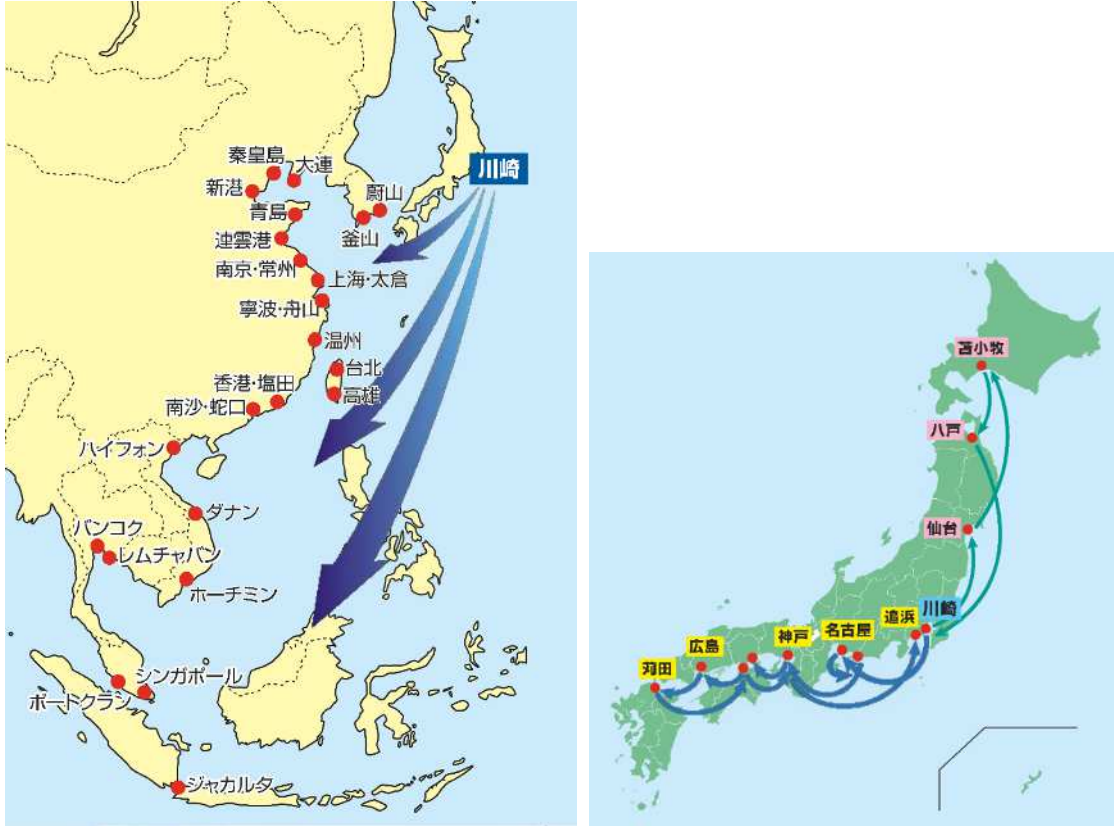 秦皇島
大連
川崎
新港
蔚山
青島
釜山
連雲港
南京・常州
上海・太倉
寧波・舟山
温州
台北
香港・塩田
高雄
南沙・蛇口
ハイフォン
ダナン
バンコク
レムチャバン
ホーチミン
シンガポール
ポートクラン
ジャカルタ
苫小牧
八戸
仙台
川崎
追浜
名古屋
神戸
広島
苅田